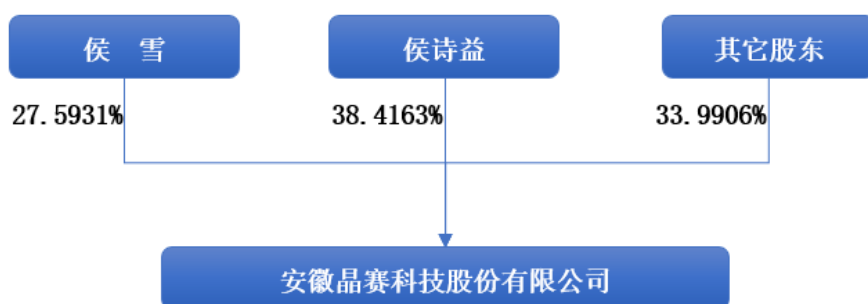 侯　雪
侯诗益
其它股东
27.5931%
38.4163%
33.9906%
安徽晶赛科技股份有限公司